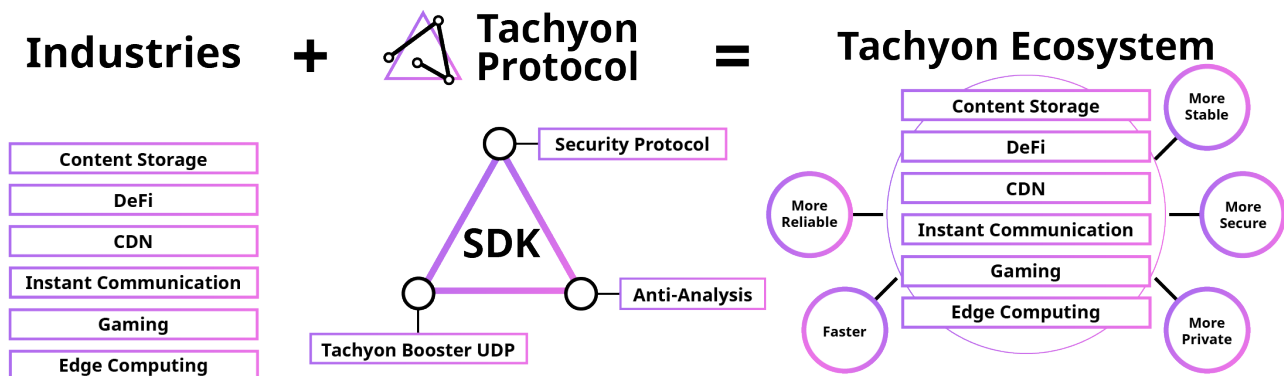 Industries
+
Tachyon
Protocol
=
Tachyon Ecosystem
Content Storage
DeFi
CDN
Instant Communication
Gaming
Edge Computing
Security Protocol
SDK
Anti-Analysis
Tachyon Booster UDP
Content Storage
DeFi
CDN
Instant Communication
Gaming
Edge Computing
More
Stable
More
Reliable
More
Secure
Faster
More
Private